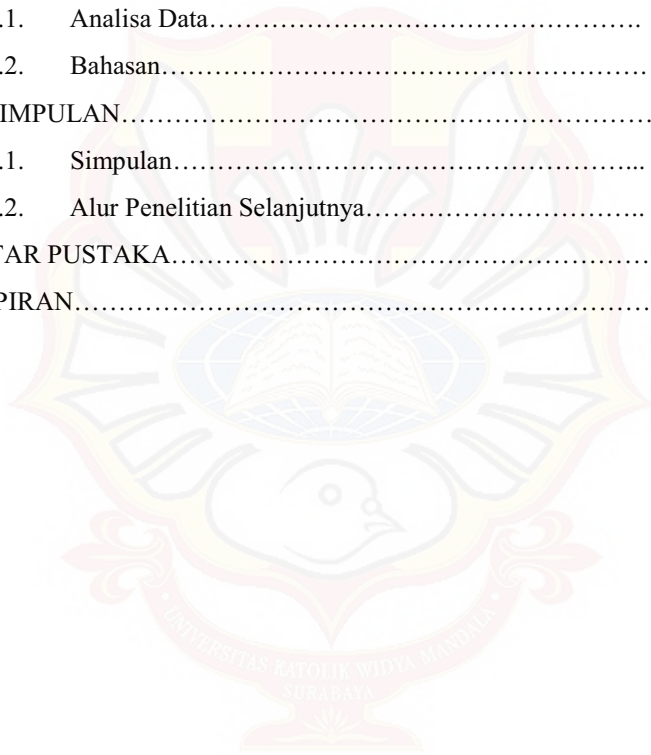 .1. Analisa Data……………………………………………….
.2. Bahasan……………………………………………………
IMPULAN…………………………………………………………
.1. Simpulan…………………………………………………...
.2. Alur Penelitian Selanjutnya……………………………..
TAR PUSTAKA……………………………………………………
PIRAN………………………………………………………………
UNIVERSITAS KATOLIK WIDYA MANDALA
SURABAYA